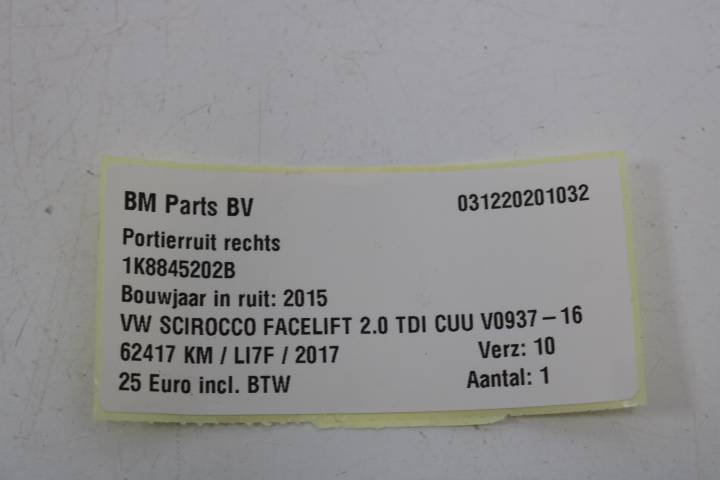 BM Parts BV 031220201032
Portierruit rechts
1K8845202B
Bouwjaar in ruit: 2015
VW SCIROCCO FACELIFT 2.0 TDI CUU V0937-16
62417 KM / LI7F / 2017 Verz: 10
25 Euro incl. BTW Aantal: 1